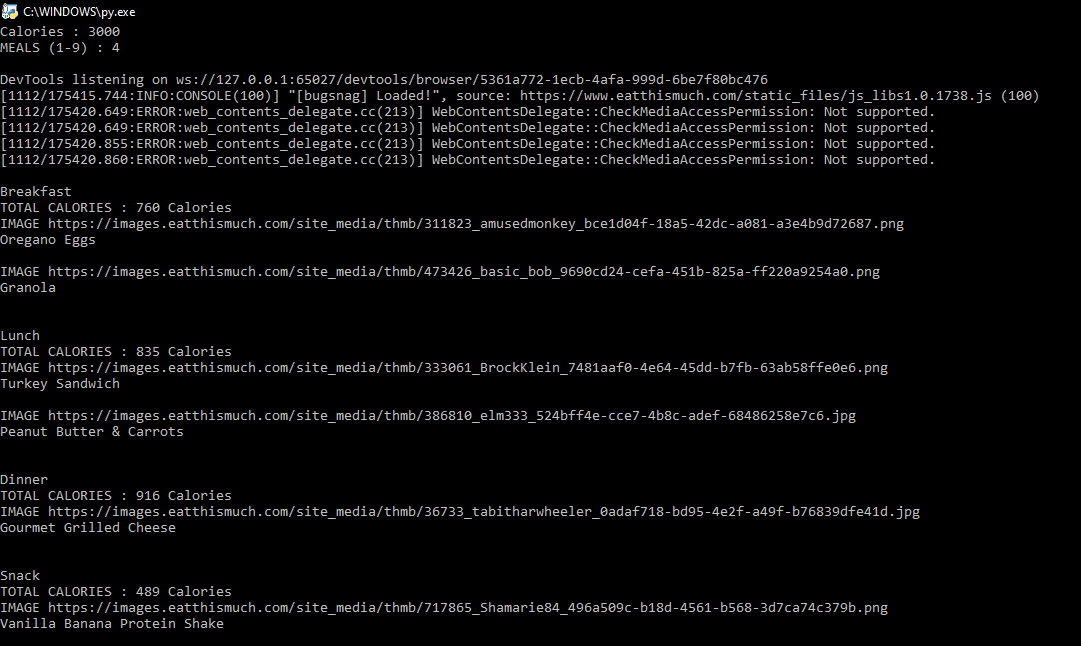 C:\WINDOWS\py.exe
Calories : 3000
MEALS (1-9) : 4
DevTools listening on ws://127.0.0.1:65027/devtools/browser/5361a772-1ecb-4afa-999d-6be7f80bc476
[1112/175415.744:INFO:CONSOLE(100)] "[bugsnag] Loaded!", source: https://www.eatthismuch.com/static_files/js_libs1.0.1738.js (100)
[1112/175420.649:ERROR:web_contents_delegate.cc(213)] WebContentsDelegate::CheckMediaAccessPermission: Not supported.
[1112/175420.649:ERROR:web_contents_delegate.cc(213)] WebContentsDelegate::CheckMediaAccessPermission: Not supported.
[1112/175420.855:ERROR:web_contents_delegate.cc(213)] WebContentsDelegate::CheckMediaAccessPermission: Not supported.
[1112/175420.860:ERROR:web_contents_delegate.cc(213)] WebContentsDelegate::CheckMediaAccessPermission: Not supported.
Breakfast
TOTAL CALORIES : 760 Calories
IMAGE https://images.eatthismuch.com/site_media/thmb/311823_amusedmonkey_bce1d04f-18a5-42dc-a081-a3e4b9d72687.png
Oregano Eggs
IMAGE https://images.eatthismuch.com/site_media/thmb/473426_basic_bob_9690cd24-cefa-451b-825a-ff220a9254a0.png
Granola
Lunch
TOTAL CALORIES : 835 Calories
IMAGE https://images.eatthismuch.com/site_media/thmb/333061_BrockKlein_7481aaf0-4e64-45dd-b7fb-63ab58ffe0e6.png
Turkey Sandwich
IMAGE https://images.eatthismuch.com/site_media/thmb/386810_elm333_524bff4e-cce7-4b8c-adef-68486258e7c6.jpg
Peanut Butter & Carrots
Dinner
TOTAL CALORIES : 916 Calories
IMAGE https://images.eatthismuch.com/site_media/thmb/36733_tabitharwheeler_0adaf718-bd95-4e2f-a49f-b76839dfe41d.jpg
Gourmet Grilled Cheese
Snack
TOTAL CALORIES : 489 Calories
IMAGE https://images.eatthismuch.com/site_media/thmb/717865_Shamarie84_496a509c-b18d-4561-b568-3d7ca74c379b.png
Vanilla Banana Protein Shake